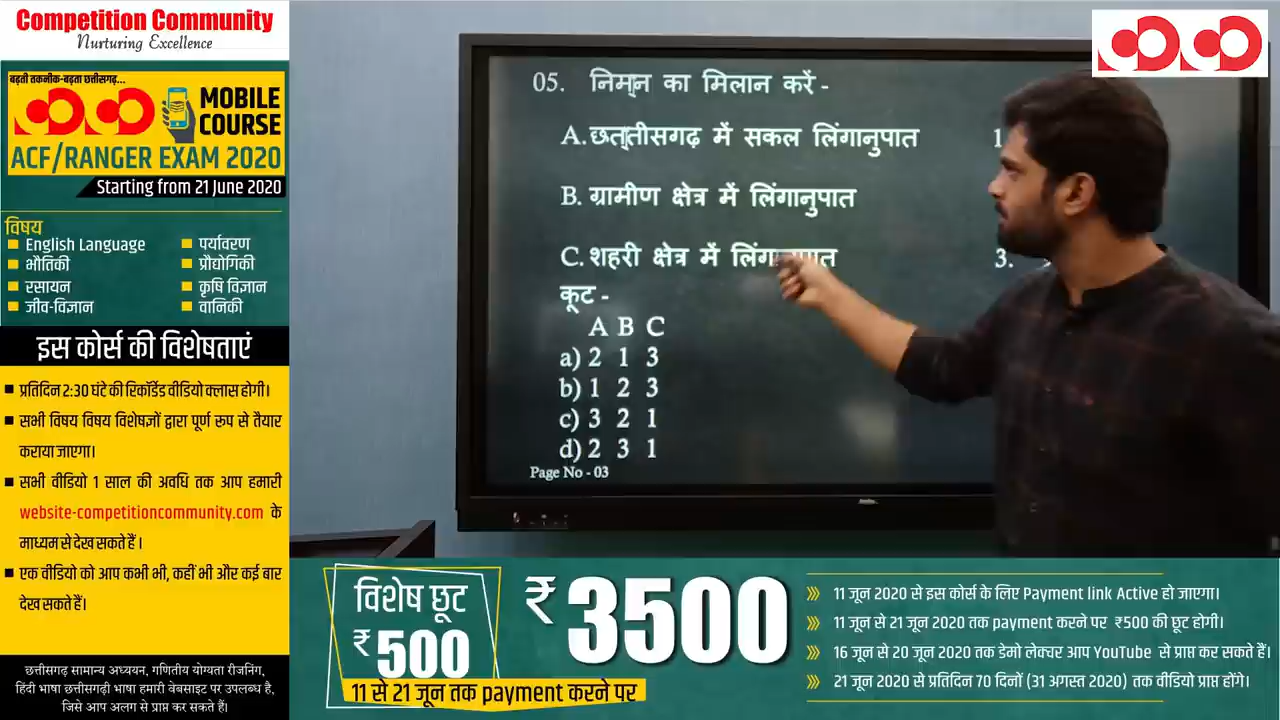 Competition Community
Nurturing Excellence
बढ़ती तकनीक-बढ़ता छत्तीसगढ़...
MOBILE
COURSE
ACF/RANGER EXAM 2020
Starting from 21 June 2020
विषय
English Language
भौतिकी
रसायन
जीव-विज्ञान
पर्यावरण
प्रौद्योगिकी
कृषि विज्ञान
वानिकी
इस कोर्स की विशेषताएं
प्रतिदिन 2:30 घंटे की रिकॉर्डेड वीडियो क्लास होगी।
सभी विषय विषय विशेषज्ञों द्वारा पूर्ण रूप से तैयार
कराया जाएगा।
सभी वीडियो 1 साल की अवधि तक आप हमारी
website-competitioncommunity.com के
माध्यम से देख सकते हैं ।
एक वीडियो को आप कभी भी, कहीं भी और कई बार
देख सकते हैं।
छत्तीसगढ़ सामान्य अध्ययन, गणितीय योग्यता रीजनिंग,
हिंदी भाषा छत्तीसगढ़ी भाषा हमारी वेबसाइट पर उपलब्ध है,
जिसे आप अलग से प्राप्त कर सकते हैं।
05. निम्न का मिलान करें -
A. छत्तीसगढ़ में सकल लिंगानुपात 1
B. ग्रामीण क्षेत्र में लिंगानुपात
C. शहरी क्षेत्र में 3.
कूट -
A B C
a) 2 1 3
b) 1 2 3
c) 3 2 1
d) 2 3 1
Page No - 03
विशेष छूट
₹500
11 से 21 जून तक payment करने पर
₹3500
11 जून 2020 से इस कोर्स के लिए Payment link Active हो जाएगा।
11 जून से 21 जून 2020 तक payment करने पर ₹500 की छूट होगी।
16 जून से 20 जून 2020 तक डेमो लेक्चर आप YouTube से प्राप्त कर सकते हैं।
21 जून 2020 से प्रतिदिन 70 दिनों (31 अगस्त 2020) तक वीडियो प्राप्त होंगे।